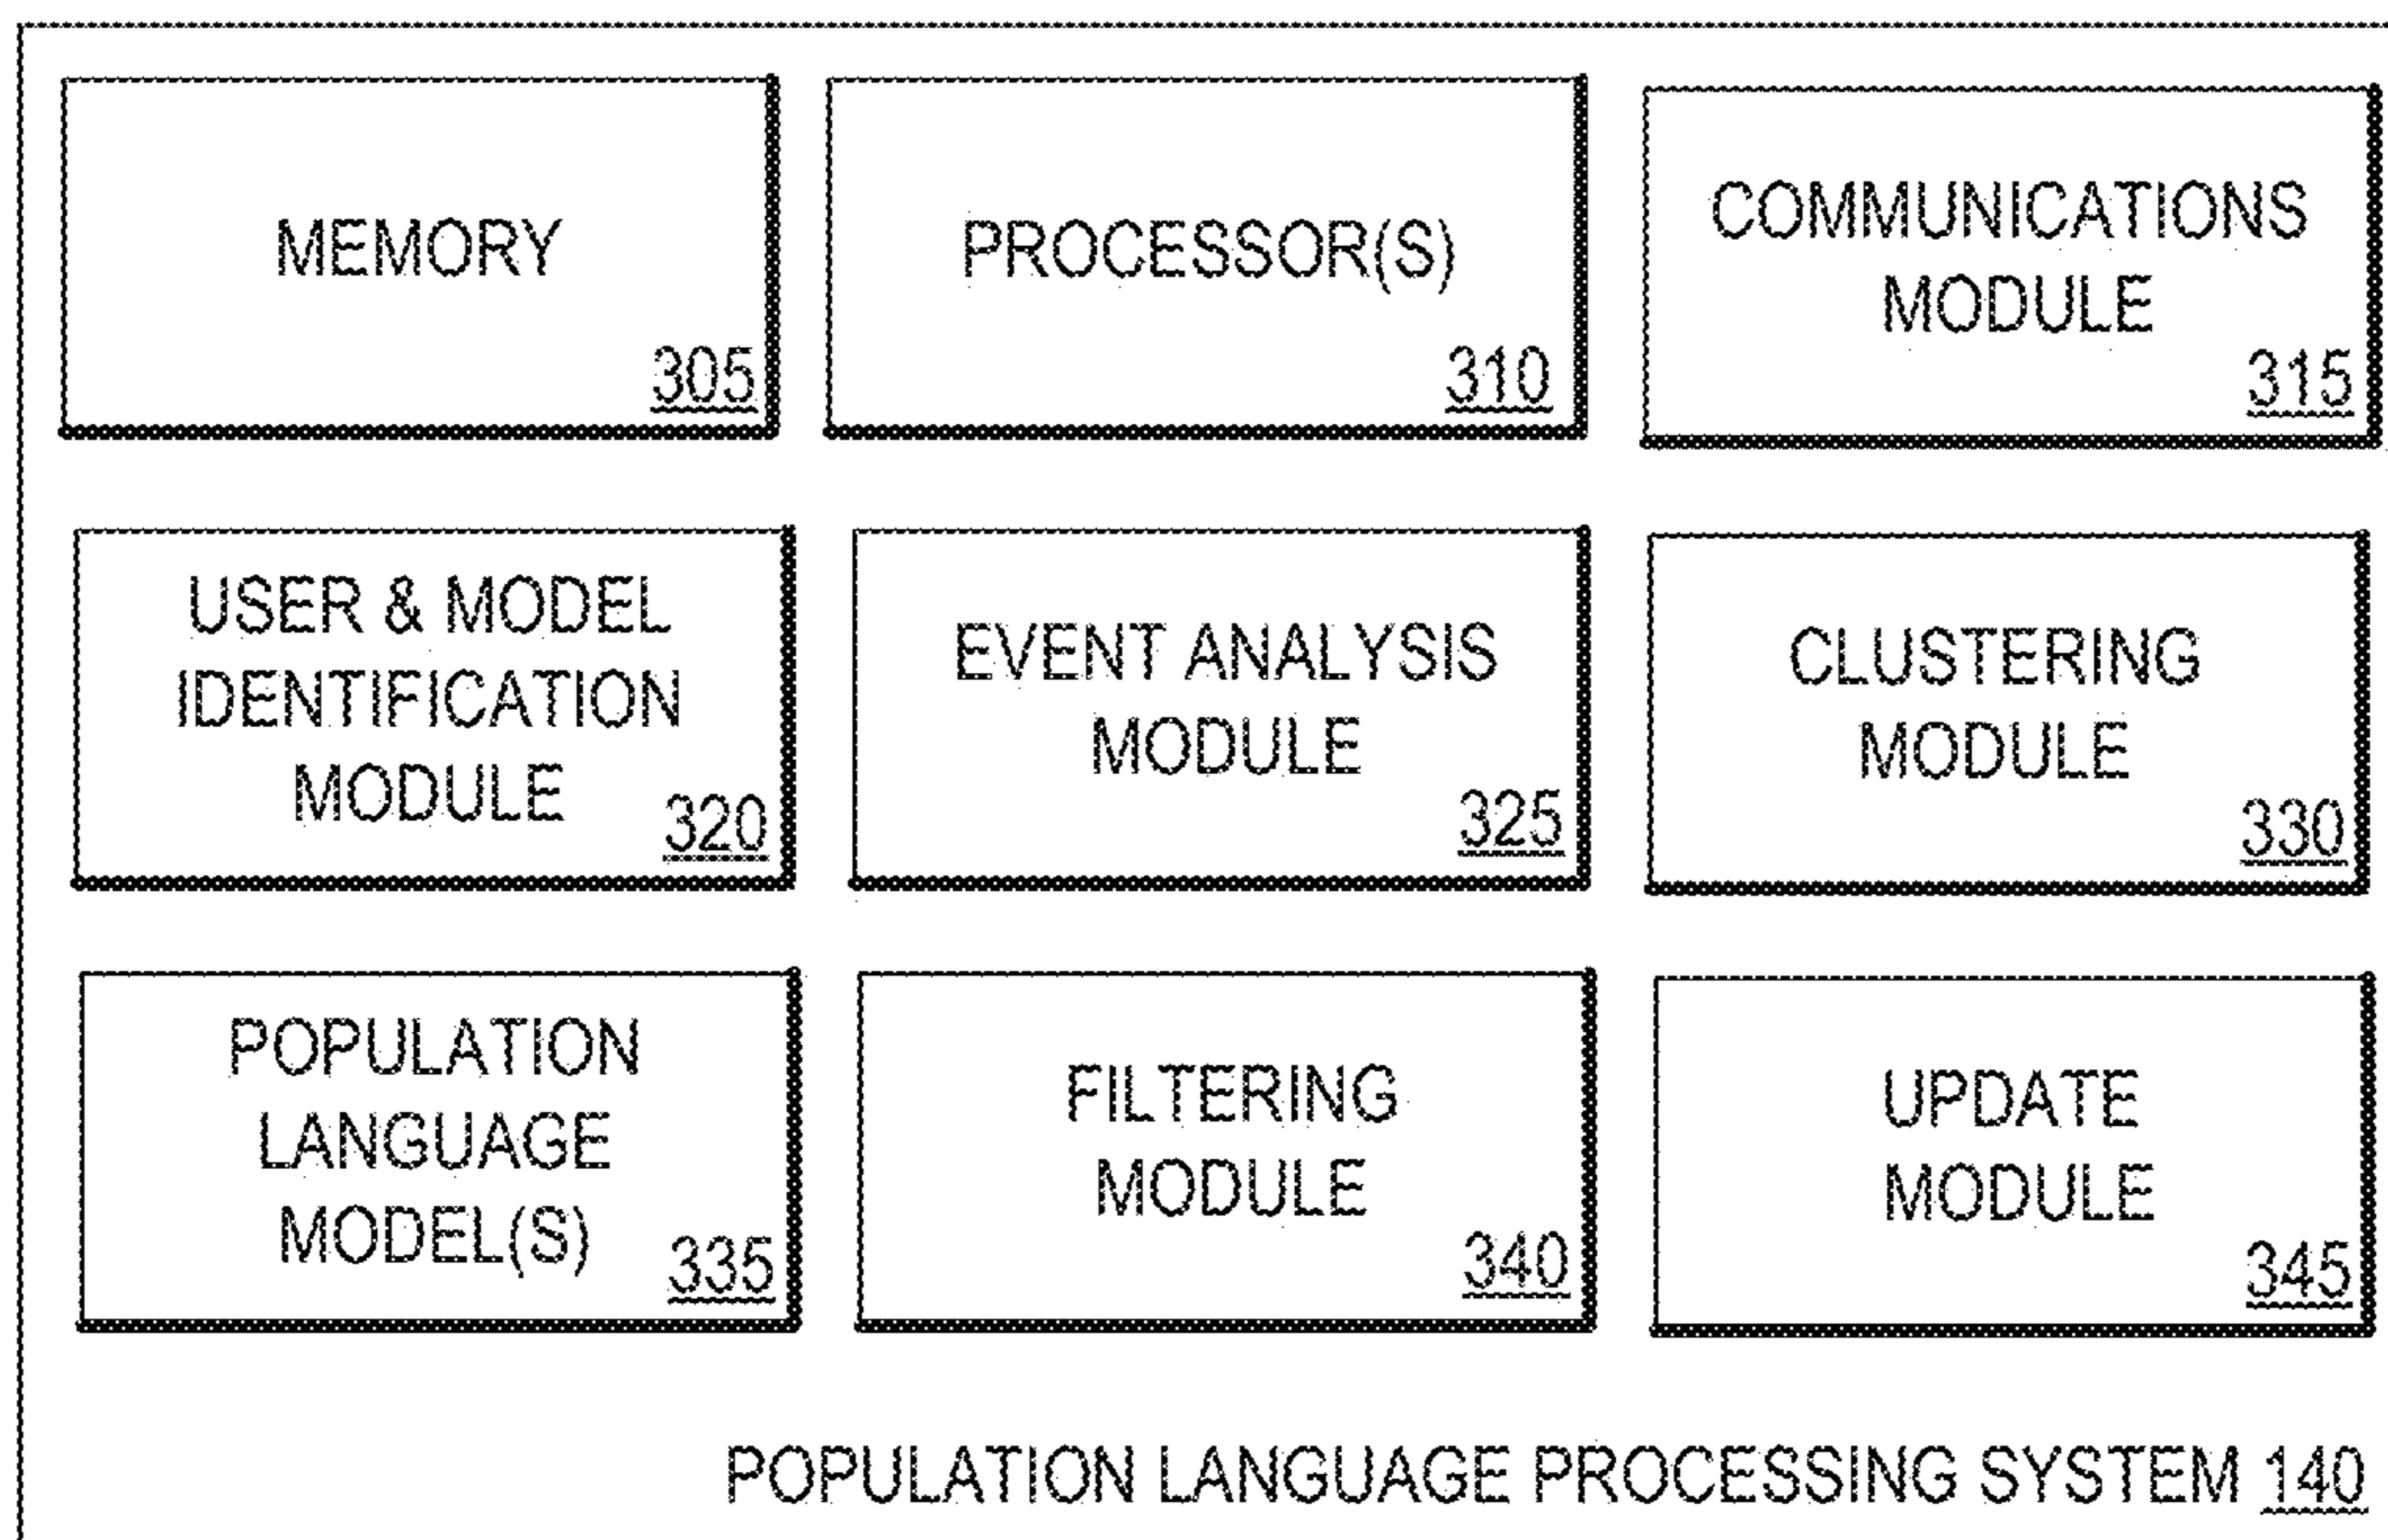 MEMORY
305
PROCESSOR(S)
310
COMMUNICATIONS
MODULE
315
USER & MODEL
IDENTIFICATION
MODULE
320
EVENT ANALYSIS
MODULE
325
CLUSTERING
MODULE
330
POPULATION
LANGUAGE
MODEL(S)
335
FILTERING
MODULE
340
UPDATE
MODULE
345
POPULATION LANGUAGE PROCESSING SYSTEM 140